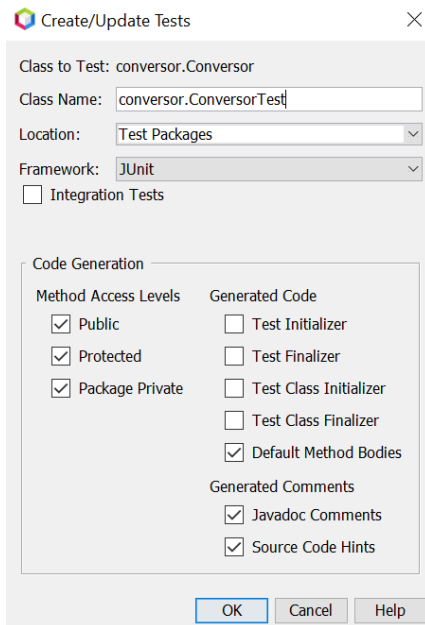 Create/Update Tests
Class to Test: conversor.Conversor
Class Name: conversor.ConversorTest
Location: Test Packages
Framework: JUnit
Integration Tests
Code Generation
Method Access Levels Generated Code
Public Test Initializer
Protected Test Finalizer
Package Private Test Class Initializer
Test Class Finalizer
Default Method Bodies
Generated Comments
Javadoc Comments
Source Code Hints
OK Cancel Help